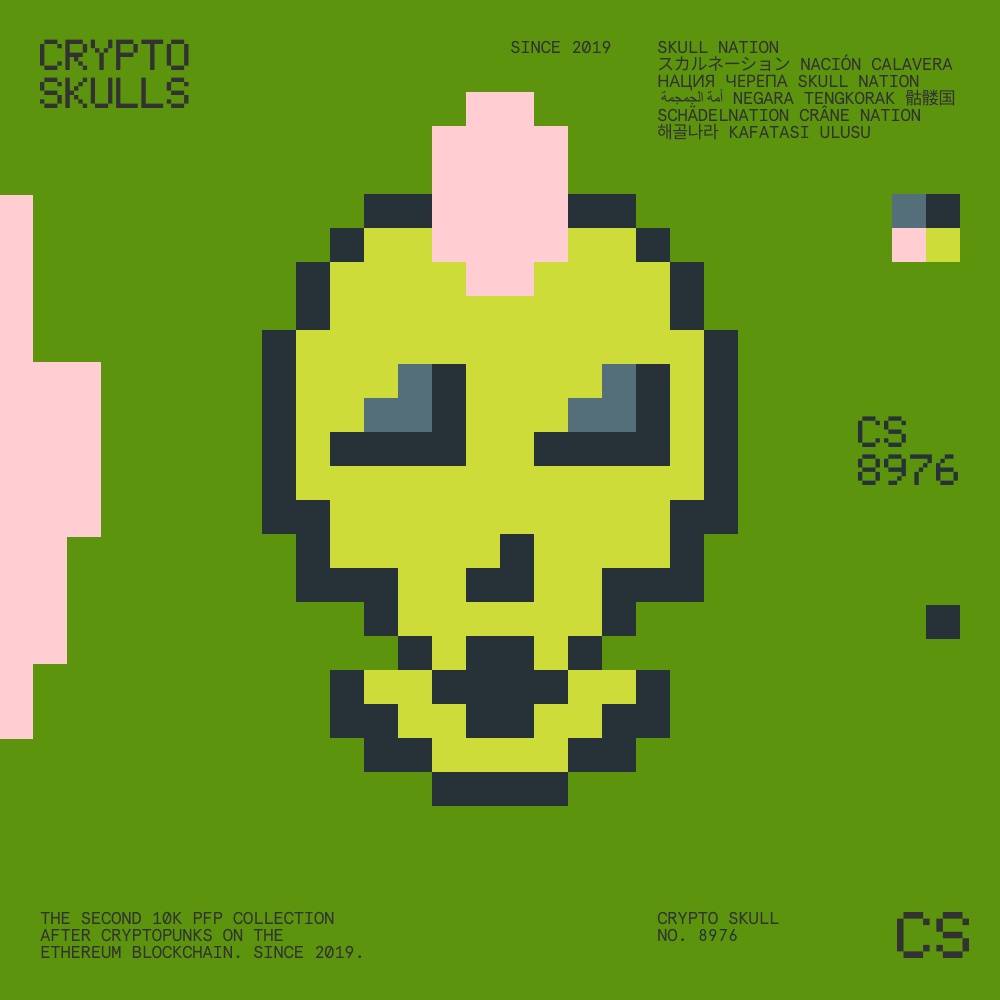 CRYPTO
SKULLS
SINCE 2019
SKULL NATION
スカルネーション NACIÓN CALAVERA
НАЦИЯ ЧЕРЕПА SKULL NATION
أمة الجمجمة NEGARA TENGKORAK 骷髅国
SCHÄDELNATION CRÂNE NATION
해골나라 KAFATASI ULUSU
CS
8976
THE SECOND 10K PFP COLLECTION
AFTER CRYPTOPUNKS ON THE
ETHEREUM BLOCKCHAIN. SINCE 2019.
CRYPTO SKULL
NO. 8976
CS